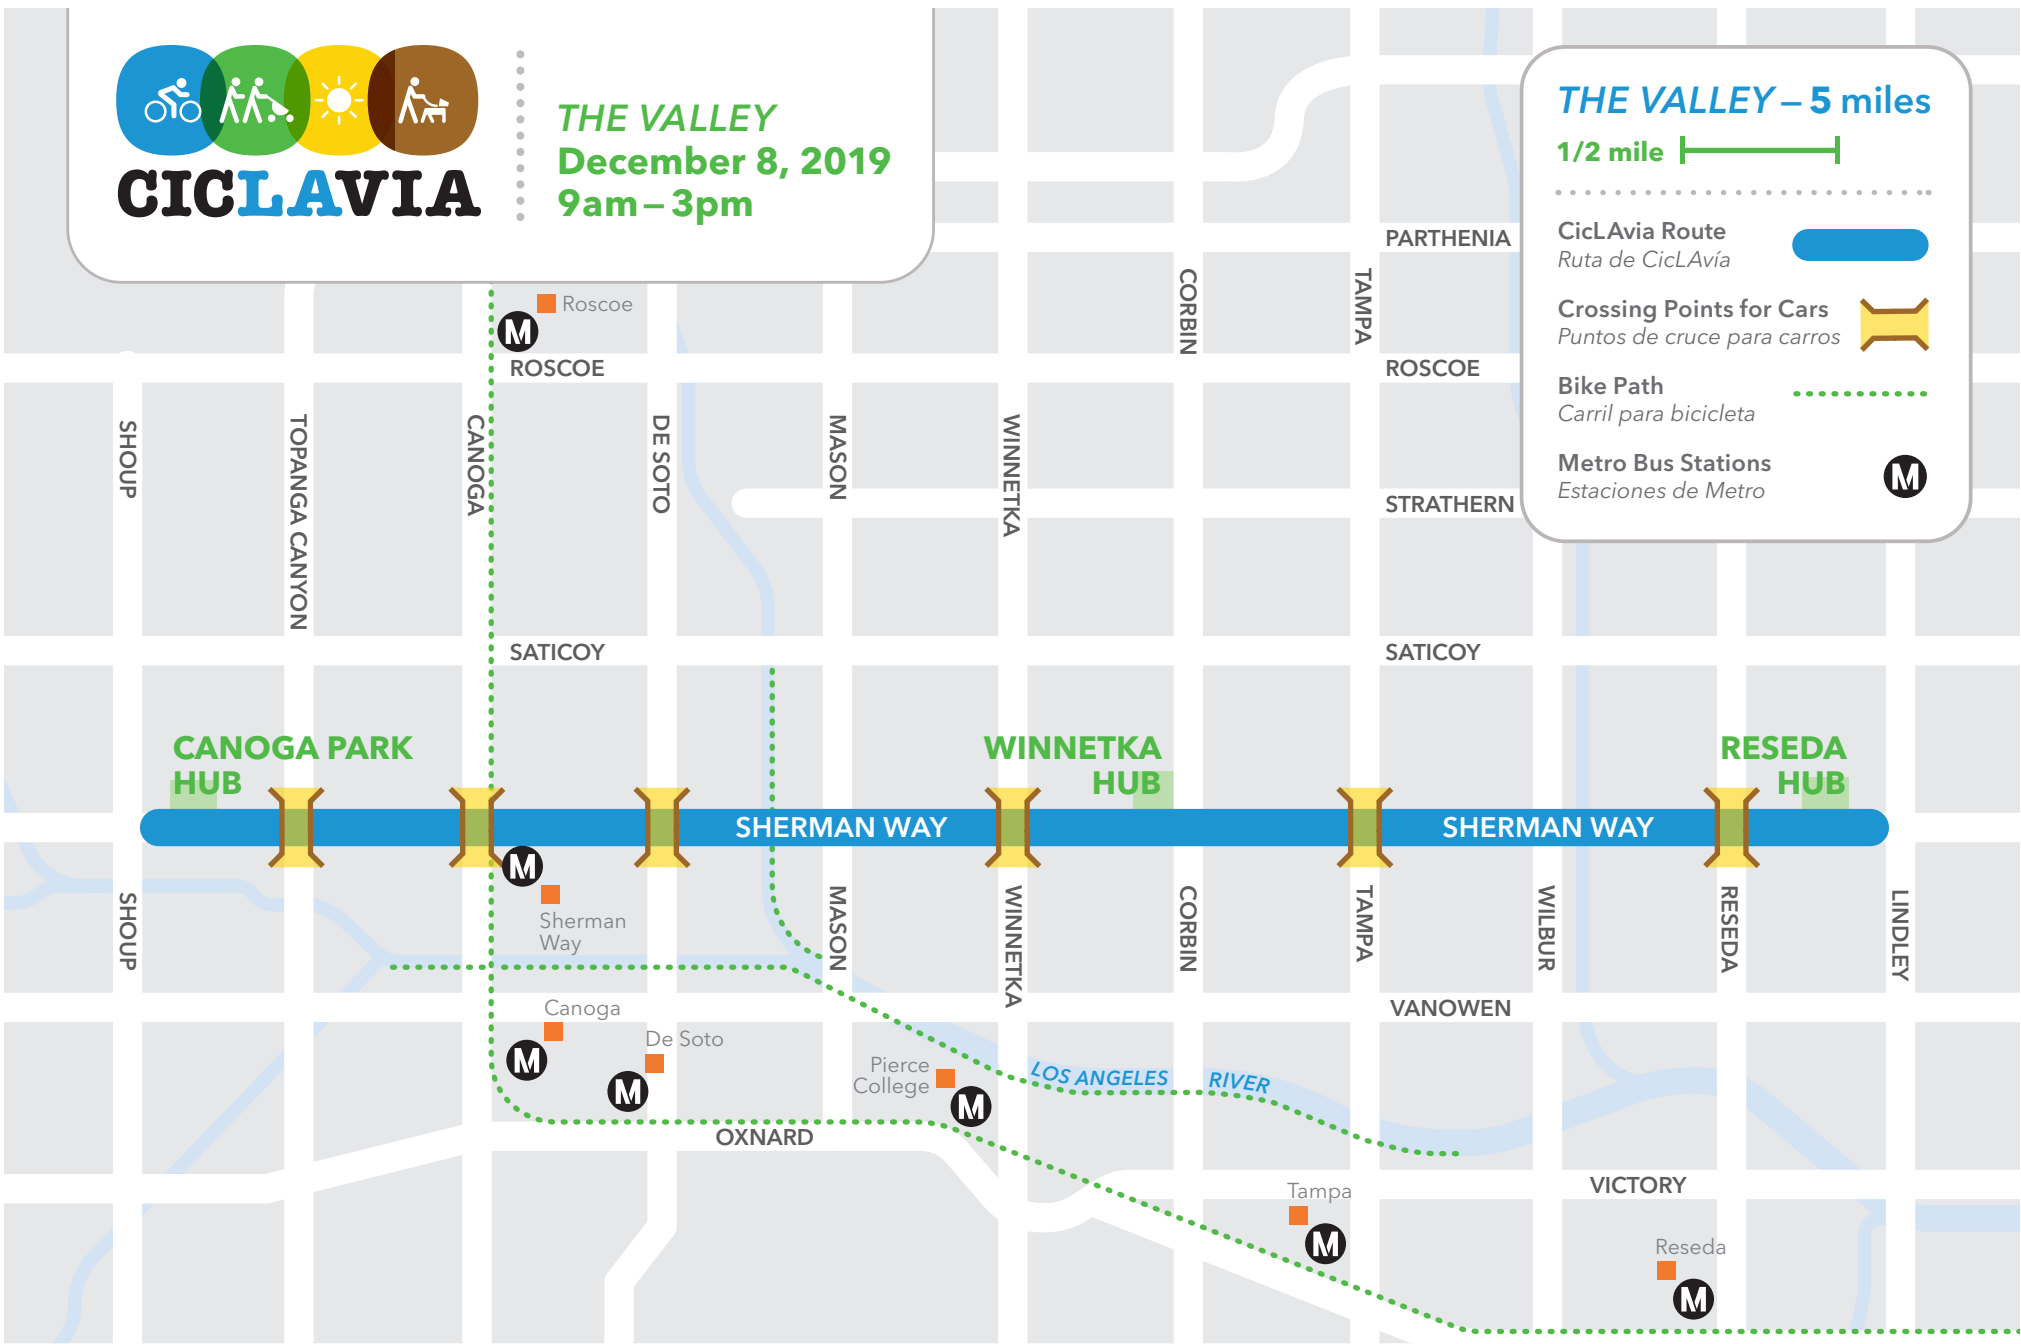 CICLAVIA
THE VALLEY
December 8, 2019
9am–3pm
THE VALLEY – 5 miles
1/2 mile
CicLAvia Route
Ruta de CicLAvía
Crossing Points for Cars
Puntos de cruce para carros
Bike Path
Carril para bicicleta
Metro Bus Stations
Estaciones de Metro
M
PARTHENIA
CORBIN
TAMPA
Roscoe
M
ROSCOE
ROSCOE
SHOUP
TOPANGA CANYON
CANOGA
DE SOTO
MASON
WINNETKA
STRATHERN
SATICOY
SATICOY
CANOGA PARK
HUB
WINNETKA
HUB
RESEDA
HUB
SHERMAN WAY
SHERMAN WAY
M
Sherman
Way
SHOUP
MASON
WINNETKA
CORBIN
TAMPA
WILBUR
RESEDA
LINDLEY
VANOWEN
Canoga
M
De Soto
M
Pierce
College
M
LOS ANGELES RIVER
OXNARD
VICTORY
Tampa
M
Reseda
M